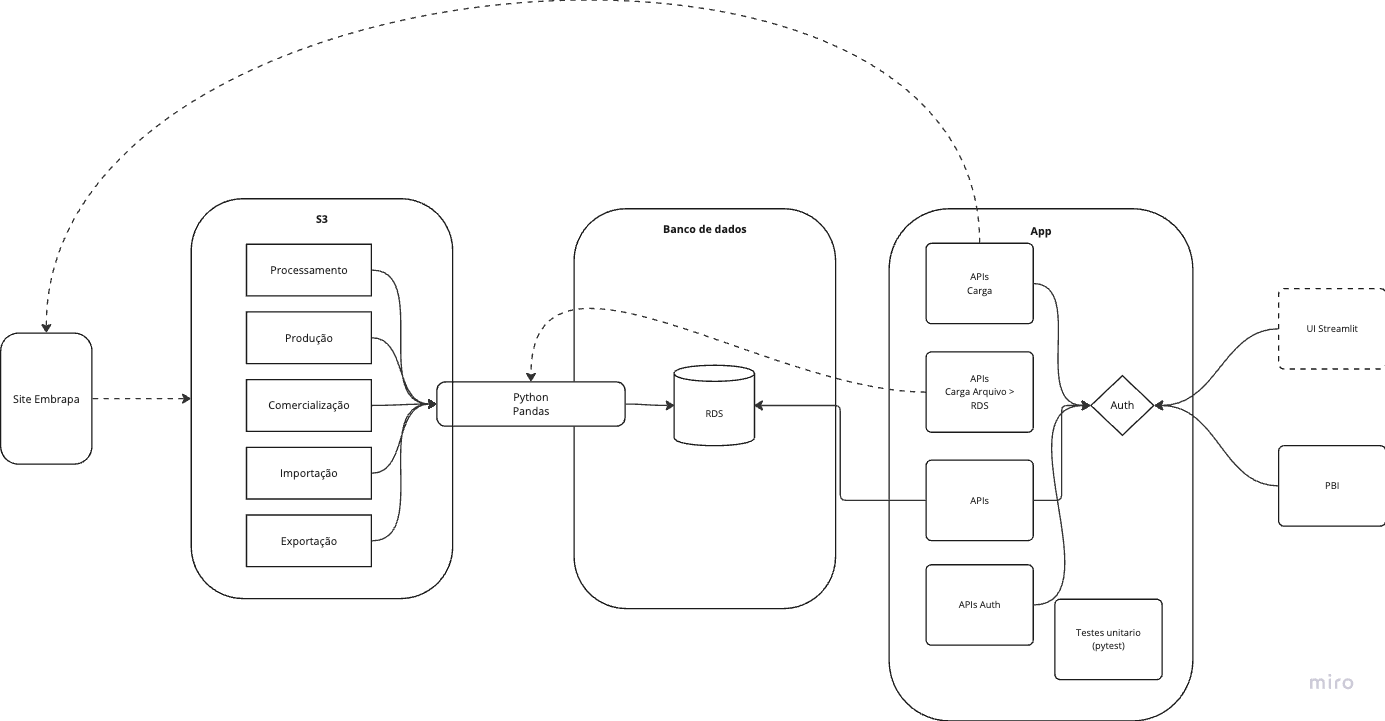 Site Embrapa
S3
Processamento
Produção
Comercialização
Importação
Exportação
Python
Pandas
Banco de dados
RDS
App
APIs
Carga
APIs
Carga Arquivo >
RDS
APIs
APIs Auth
Auth
Testes unitario
(pytest)
UI Streamlit
PBI
miro